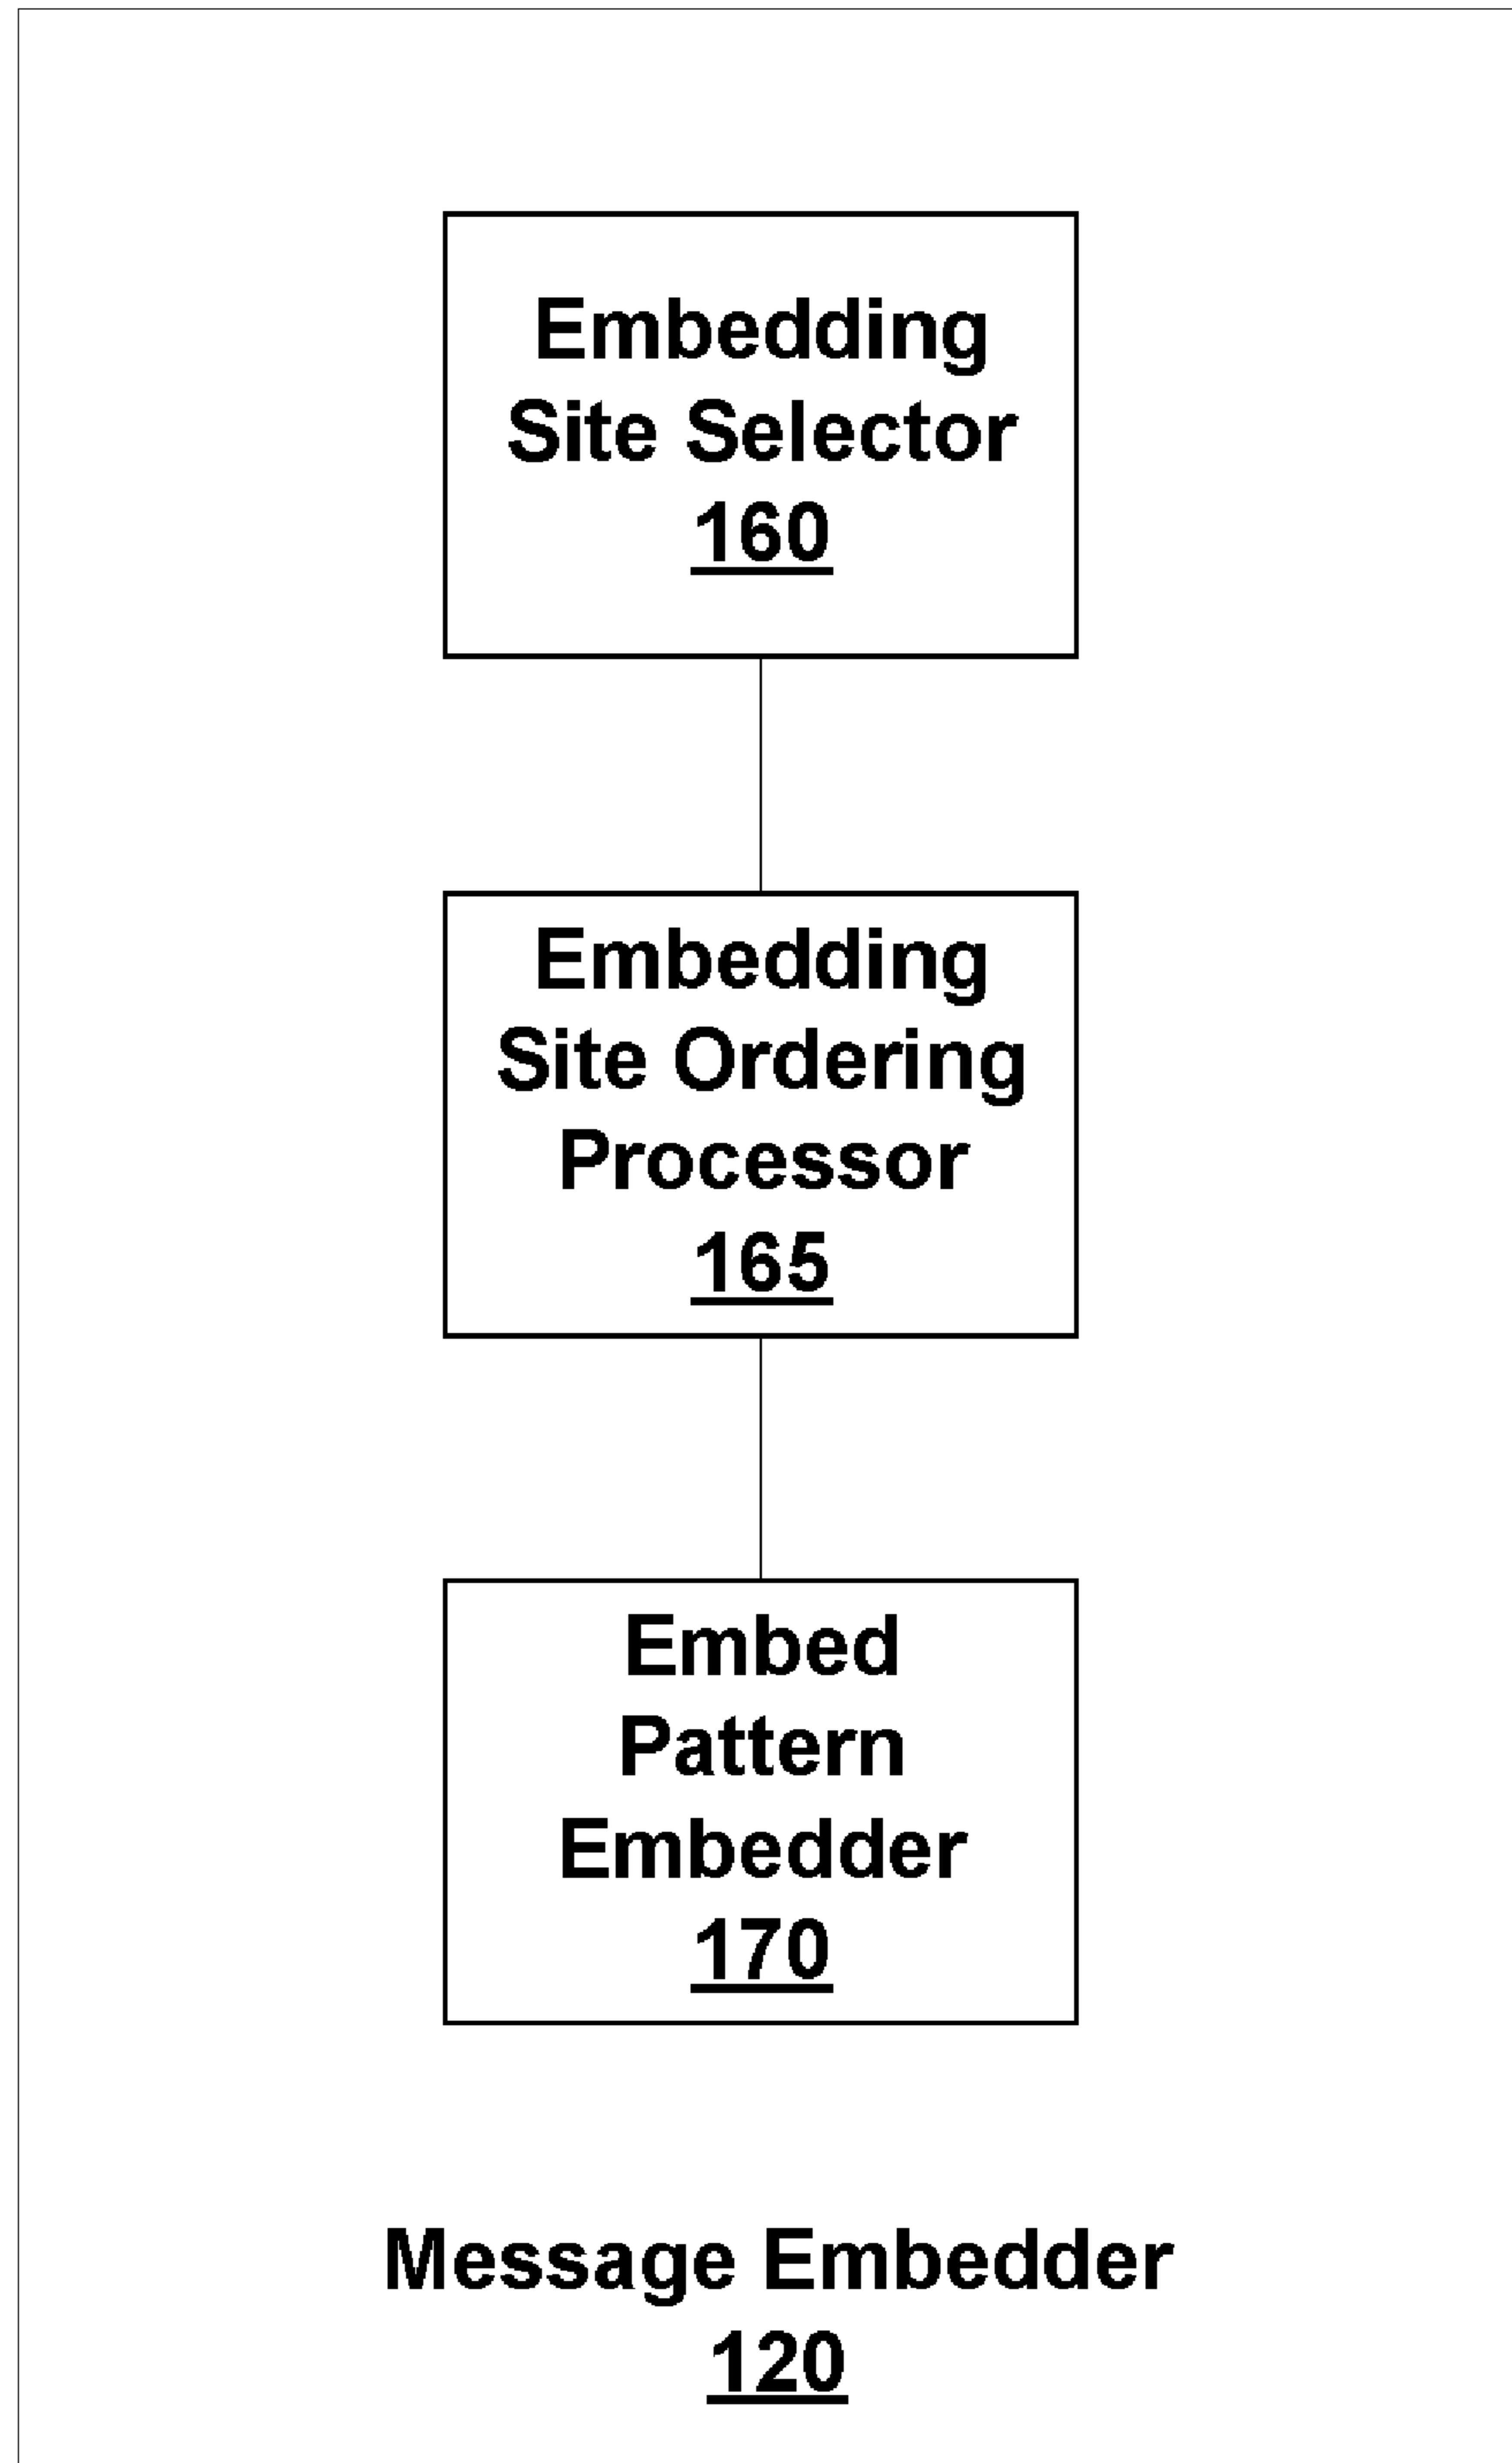 Embedding
Site Selector
160
Embedding
Site Ordering
Processor
165
Embed
Pattern
Embedder
170
Message Embedder
120